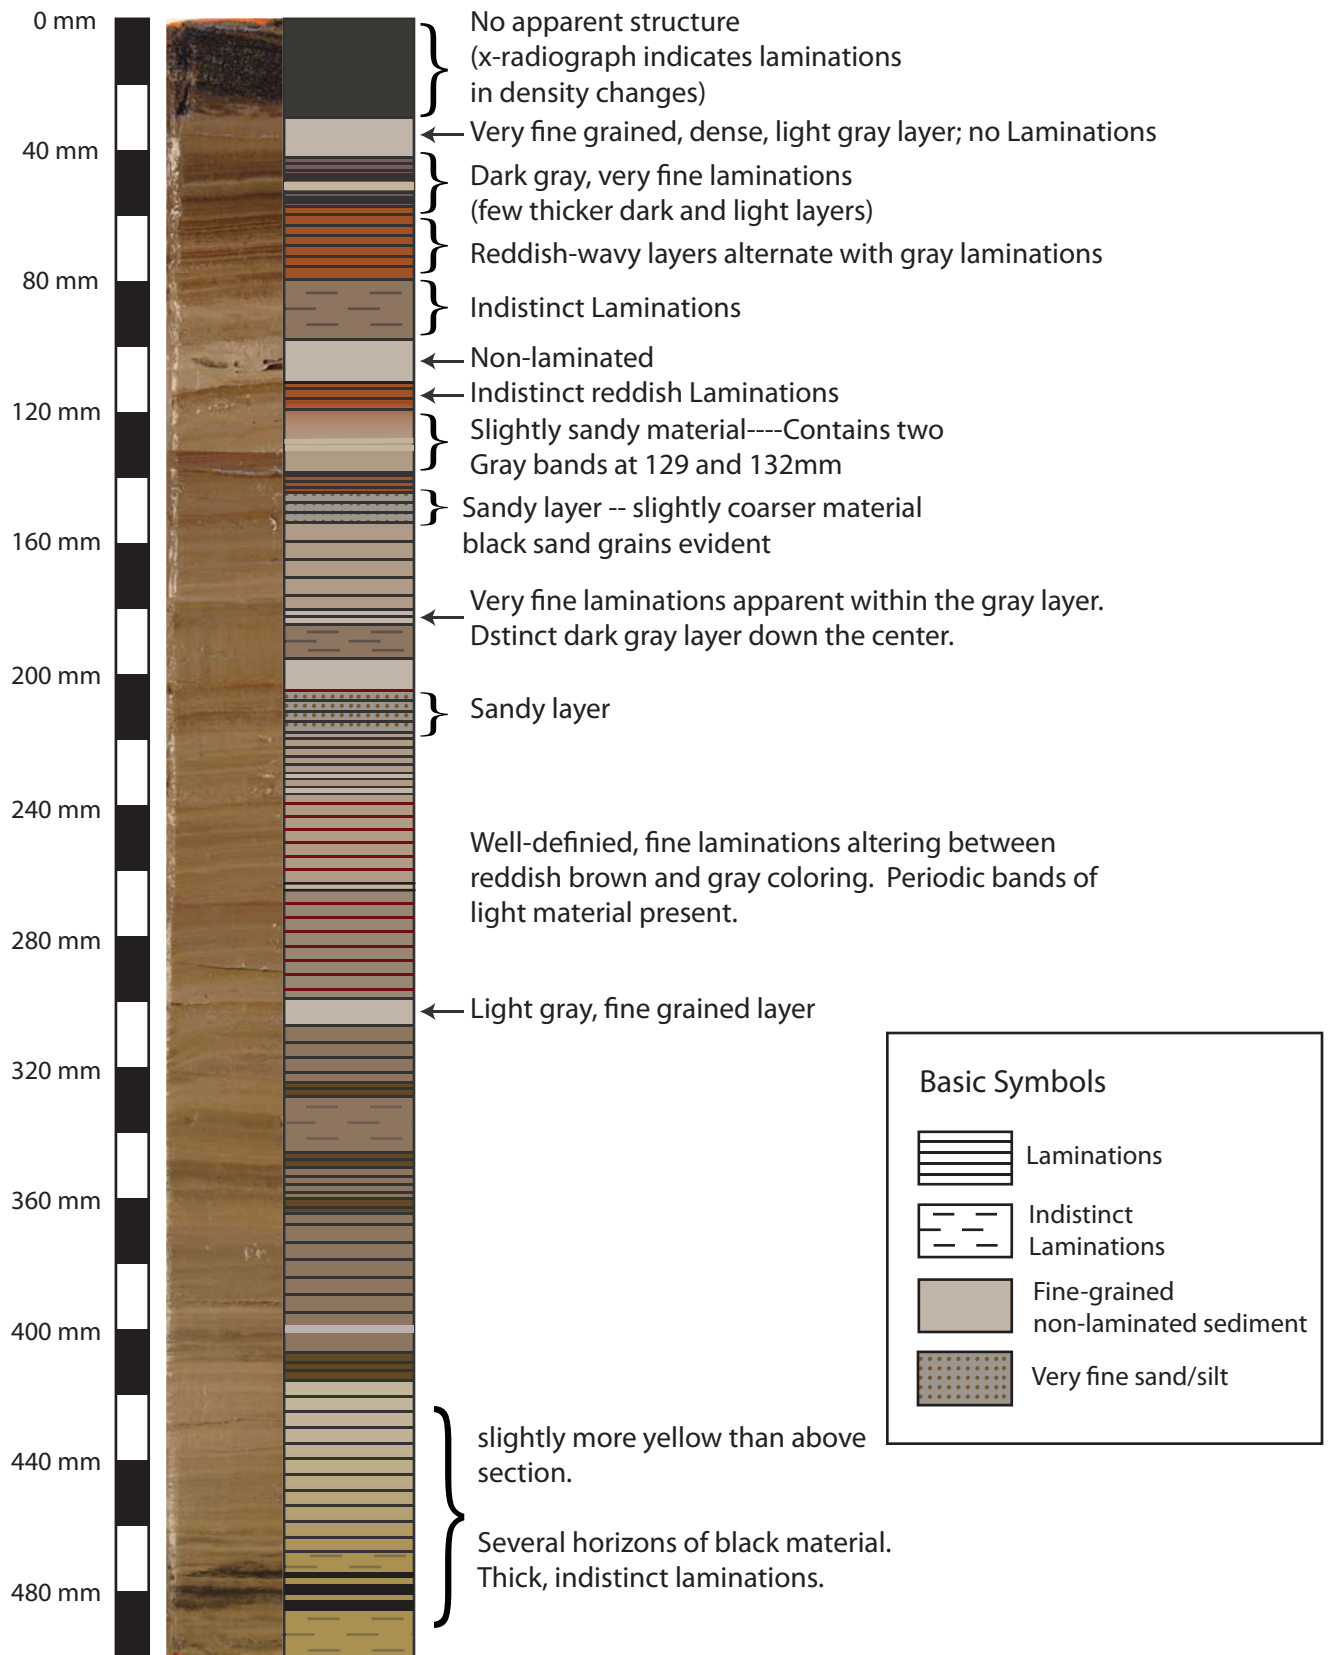 0 mm
40 mm
80 mm
120 mm
160 mm
200 mm
240 mm
280 mm
320 mm
360 mm
400 mm
440 mm
480 mm
No apparent structure
(x-radiograph indicates laminations
in density changes)
Very fine grained, dense, light gray layer; no Laminations
Dark gray, very fine laminations
(few thicker dark and light layers)
Reddish-wavy layers alternate with gray laminations
Indistinct Laminations
Non-laminated
Indistinct reddish Laminations
Slightly sandy material----Contains two
Gray bands at 129 and 132mm
Sandy layer -- slightly coarser material
black sand grains evident
Very fine laminations apparent within the gray layer.
Dstinct dark gray layer down the center.
Sandy layer
Well-definied, fine laminations altering between
reddish brown and gray coloring.  Periodic bands of
light material present.
Light gray, fine grained layer
slightly more yellow than above
section.
Several horizons of black material.
Thick, indistinct laminations.
Basic Symbols
Laminations
Indistinct
Laminations
Fine-grained
non-laminated sediment
Very fine sand/silt